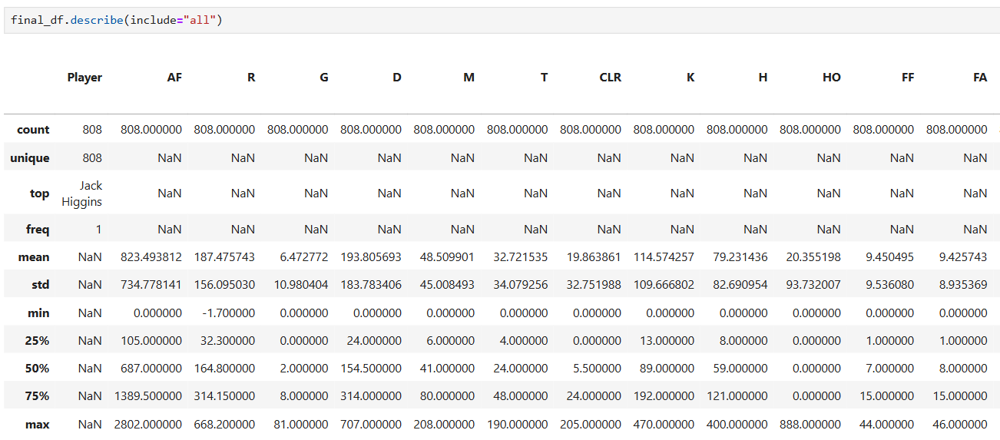 final_df.describe(include="all")
Player AF R G D M T CLR K H HO FF FA
count 808 808.000000 808.000000 808.000000 808.000000 808.000000 808.000000 808.000000 808.000000 808.000000 808.000000 808.000000 808.000000
unique 808 NaN NaN NaN NaN NaN NaN NaN NaN NaN NaN NaN NaN
top Jack
Higgins NaN NaN NaN NaN NaN NaN NaN NaN NaN NaN NaN NaN
freq 1 NaN NaN NaN NaN NaN NaN NaN NaN NaN NaN NaN NaN
mean NaN 823.493812 187.475743 6.472772 193.805693 48.509901 32.721535 19.863861 114.574257 79.231436 20.355198 9.450495 9.425743
std NaN 734.778141 156.095030 10.980404 183.783406 45.008493 34.079256 32.751988 109.666802 82.690954 93.732007 9.536080 8.935369
min NaN 0.000000 -1.700000 0.000000 0.000000 0.000000 0.000000 0.000000 0.000000 0.000000 0.000000 0.000000 0.000000
25% NaN 105.000000 32.300000 0.000000 24.000000 6.000000 4.000000 0.000000 13.000000 8.000000 0.000000 1.000000 1.000000
50% NaN 687.000000 164.800000 2.000000 154.500000 41.000000 24.000000 5.500000 89.000000 59.000000 0.000000 7.000000 8.000000
75% NaN 1389.500000 314.150000 8.000000 314.000000 80.000000 48.000000 24.000000 192.000000 121.000000 0.000000 15.000000 15.000000
max NaN 2802.000000 668.200000 81.000000 707.000000 208.000000 190.000000 205.000000 470.000000 400.000000 888.000000 44.000000 46.000000